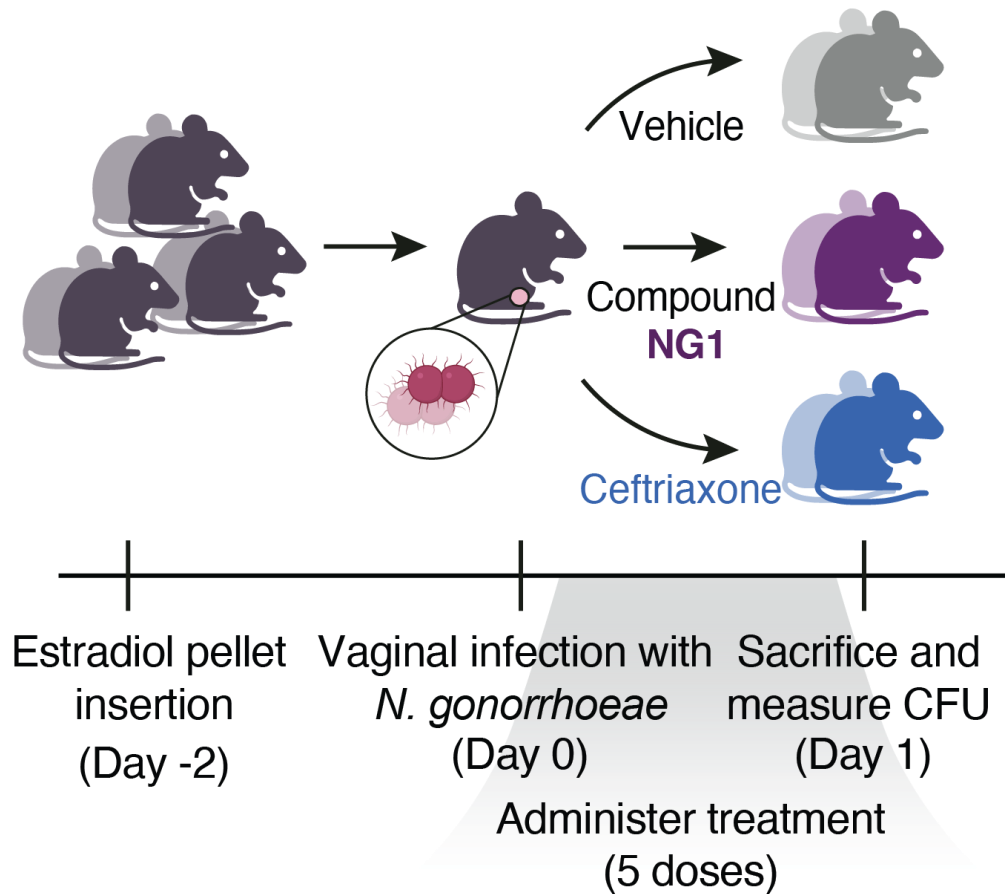 Vehicle
Compound
NG1
Ceftriaxone
Estradiol pellet
insertion
(Day -2)
Vaginal infection with
N. gonorrhoeae
(Day 0)
Sacrifice and
measure CFU
(Day 1)
Administer treatment
(5 doses)